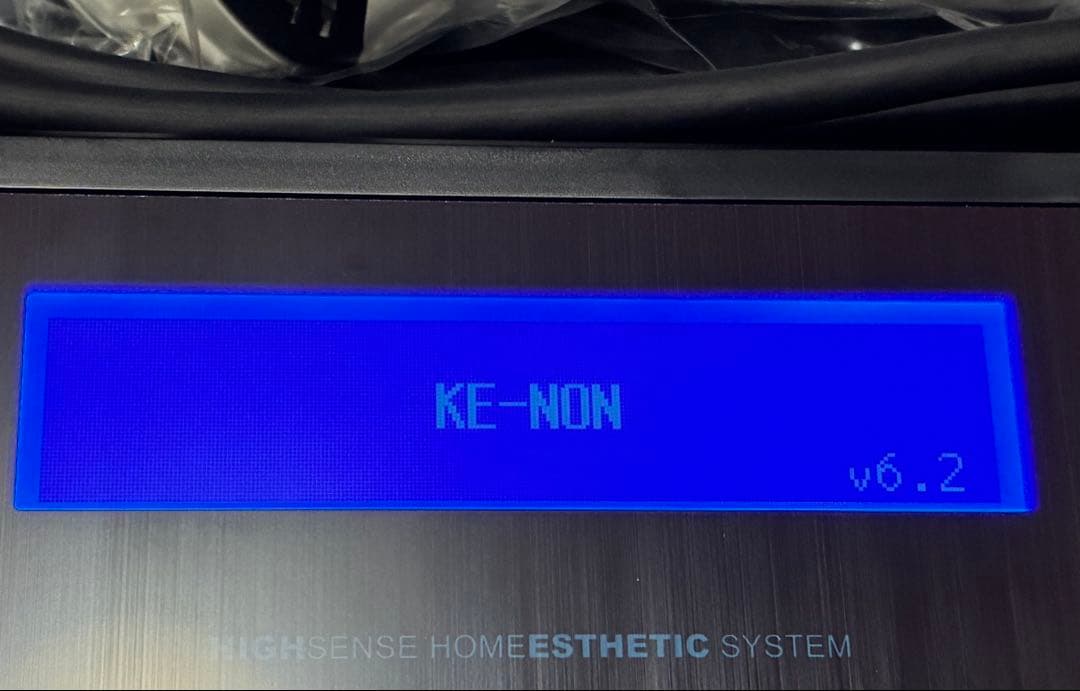 KE-NON
v6.2
HIGHSENSE HOMEESTHETIC SYSTEM